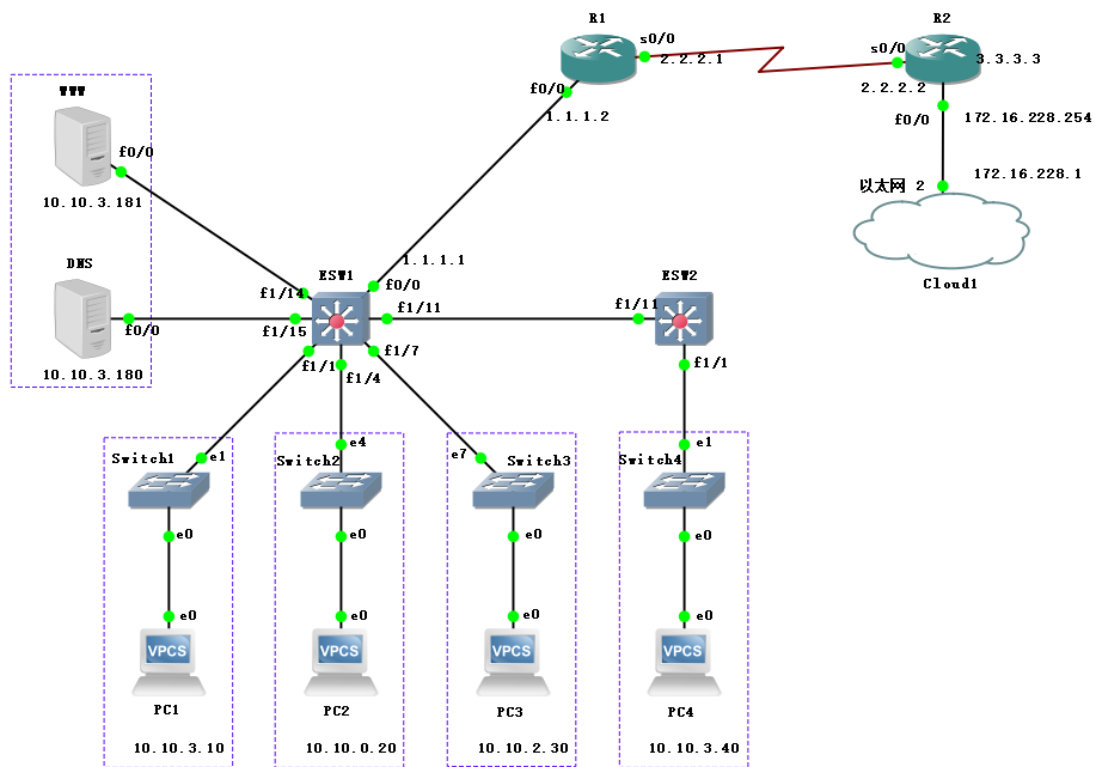 R1
R2
s0/0
2.2.2.1
s0/0
3.3.3.3
2.2.2.2
f0/0
1.1.1.2
f0/0
172.16.228.254
WWW
f0/0
10.10.3.181
以太网 2
172.16.228.1
Cloud1
DNS
f0/0
10.10.3.180
1.1.1.1
ESW1
f0/0
f1/14
f1/15
f1/11
f1/11
ESW2
f1/1
f1/4
f1/7
f1/1
Switch1
e1
Switch2
e4
e7
Switch3
Switch4
e1
e0
e0
e0
e0
e0
e0
e0
e0
VPCS
VPCS
VPCS
VPCS
PC1
PC2
PC3
PC4
10.10.3.10
10.10.0.20
10.10.2.30
10.10.3.40